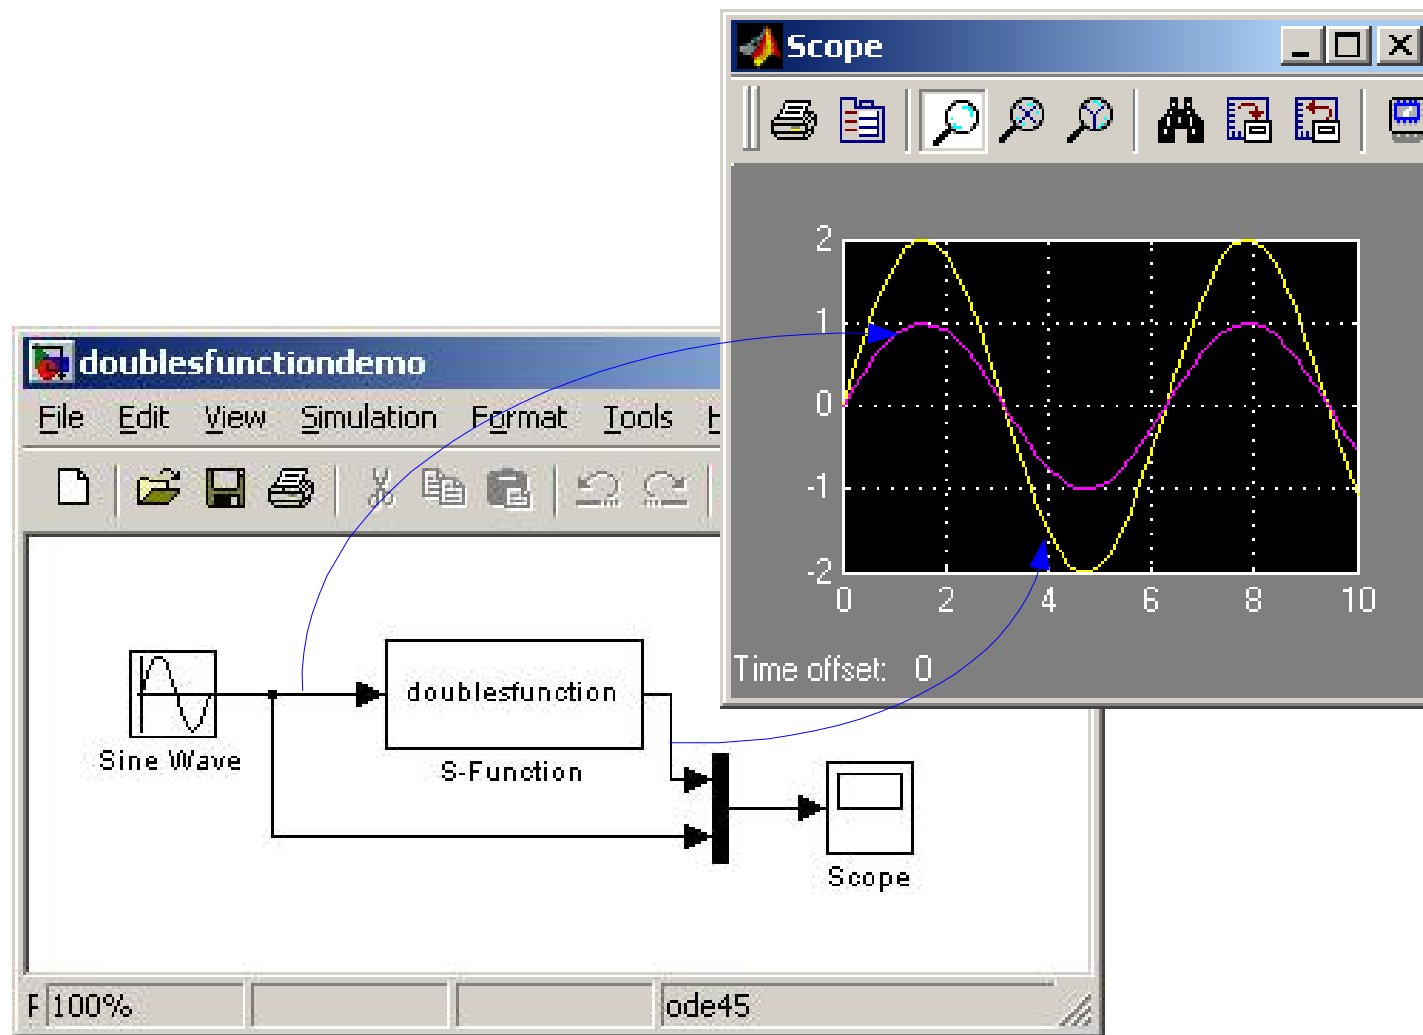 Scope
2
1
0
-1
-2
0 2 4 6 8 10
Time offset: 0
doublesfunctiondemo
File Edit View Simulation Format Tools
doublesfunction
Sine Wave
S-Function
Scope
100%
ode45